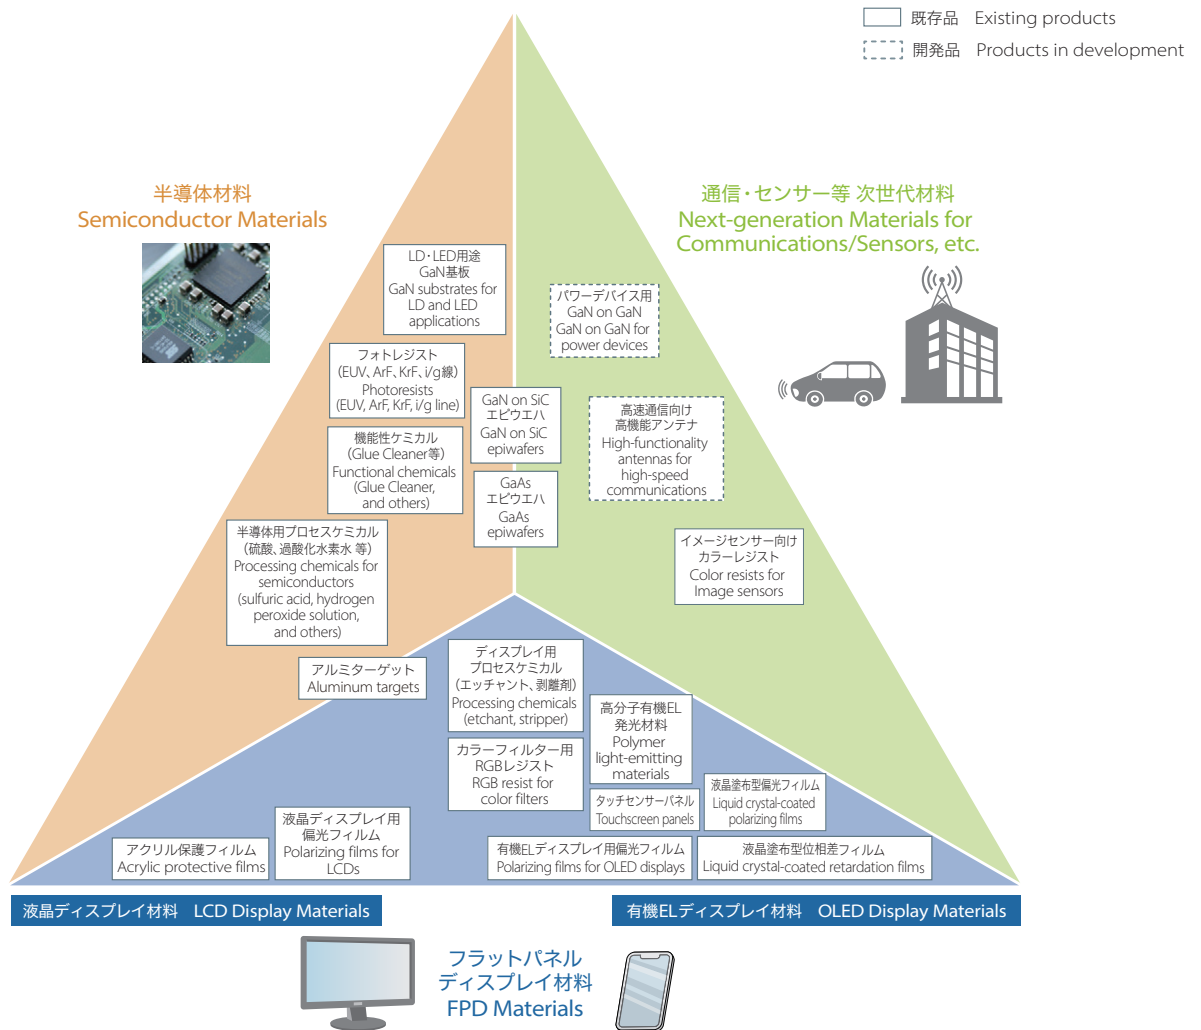 既存品 Existing products
開発品 Products in development
半導体材料
Semiconductor Materials
通信・センサー等 次世代材料
Next-generation Materials for
Communications/Sensors, etc.
LD・LED用途
GaN基板
GaN substrates for
LD and LED
applications
パワーデバイス用
GaN on GaN
GaN on GaN for
power devices
フォトレジスト
（EUV、ArF、KrF、i/g線）
Photoresists
(EUV, ArF, KrF, i/g line)
GaN on SiC
エピウエハ
GaN on SiC
epiwafers
高速通信向け
高機能アンテナ
High-functionality
antennas for
high-speed
communications
機能性ケミカル
（Glue Cleaner等）
Functional chemicals
(Glue Cleaner,
and others)
GaAs
エピウエハ
GaAs
epiwafers
半導体用プロセスケミカル
（硫酸、過酸化水素水 等）
Processing chemicals for
semiconductors
(sulfuric acid, hydrogen
peroxide solution,
and others)
イメージセンサー向け
カラーレジスト
Color resists for
Image sensors
アルミターゲット
Aluminum targets
ディスプレイ用
プロセスケミカル
（エッチャント、剥離剤）
Processing chemicals
(etchant, stripper)
高分子有機EL
発光材料
Polymer
light-emitting
materials
カラーフィルター用
RGBレジスト
RGB resist for
color filters
タッチセンサーパネル
Touchscreen panels
液晶塗布型偏光フィルム
Liquid crystal-coated
polarizing films
液晶ディスプレイ用
偏光フィルム
Polarizing films for
LCDs
アクリル保護フィルム
Acrylic protective films
有機ELディスプレイ用偏光フィルム
Polarizing films for OLED displays
液晶塗布型位相差フィルム
Liquid crystal-coated retardation films
液晶ディスプレイ材料 LCD Display Materials
有機ELディスプレイ材料 OLED Display Materials
フラットパネル
ディスプレイ材料
FPD Materials